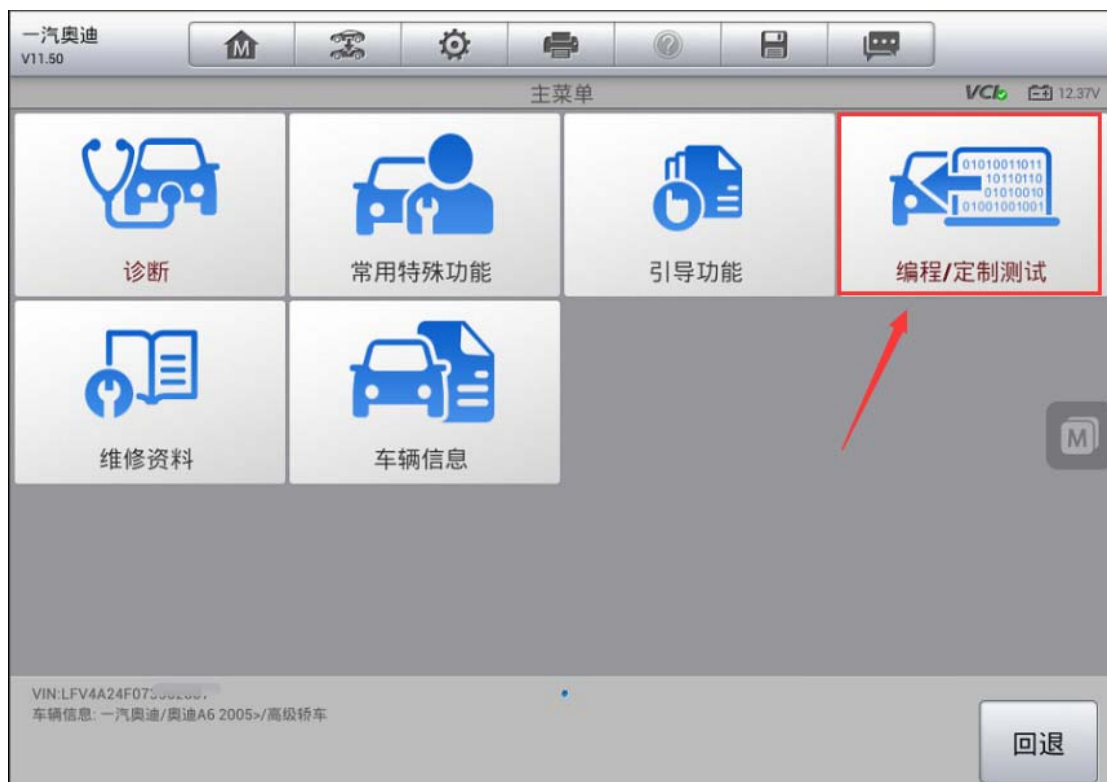 一汽奥迪
V11.50
M
主菜单
VCI
12.37V
01010011011
10110110
01010010
01001001001
诊断
常用特殊功能
引导功能
编程/定制测试
维修资料
车辆信息
M
VIN:LFV4A24F07
车辆信息: 一汽奥迪/奥迪A6 2005>/高级轿车
回退